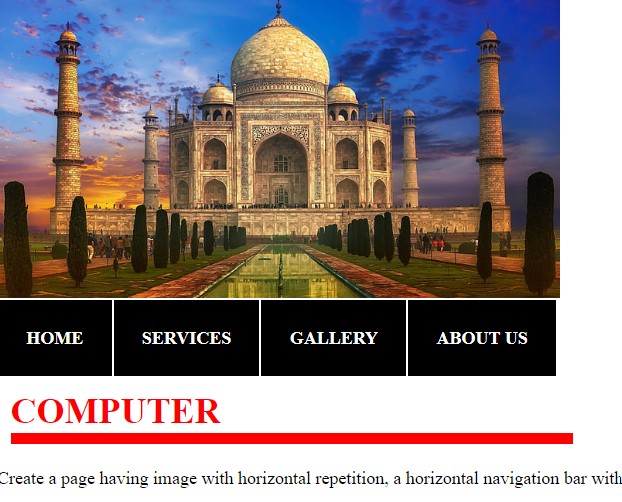 HOME SERVICES GALLERY ABOUT US
COMPUTER
Create a page having image with horizontal repetition, a horizontal navigation bar with